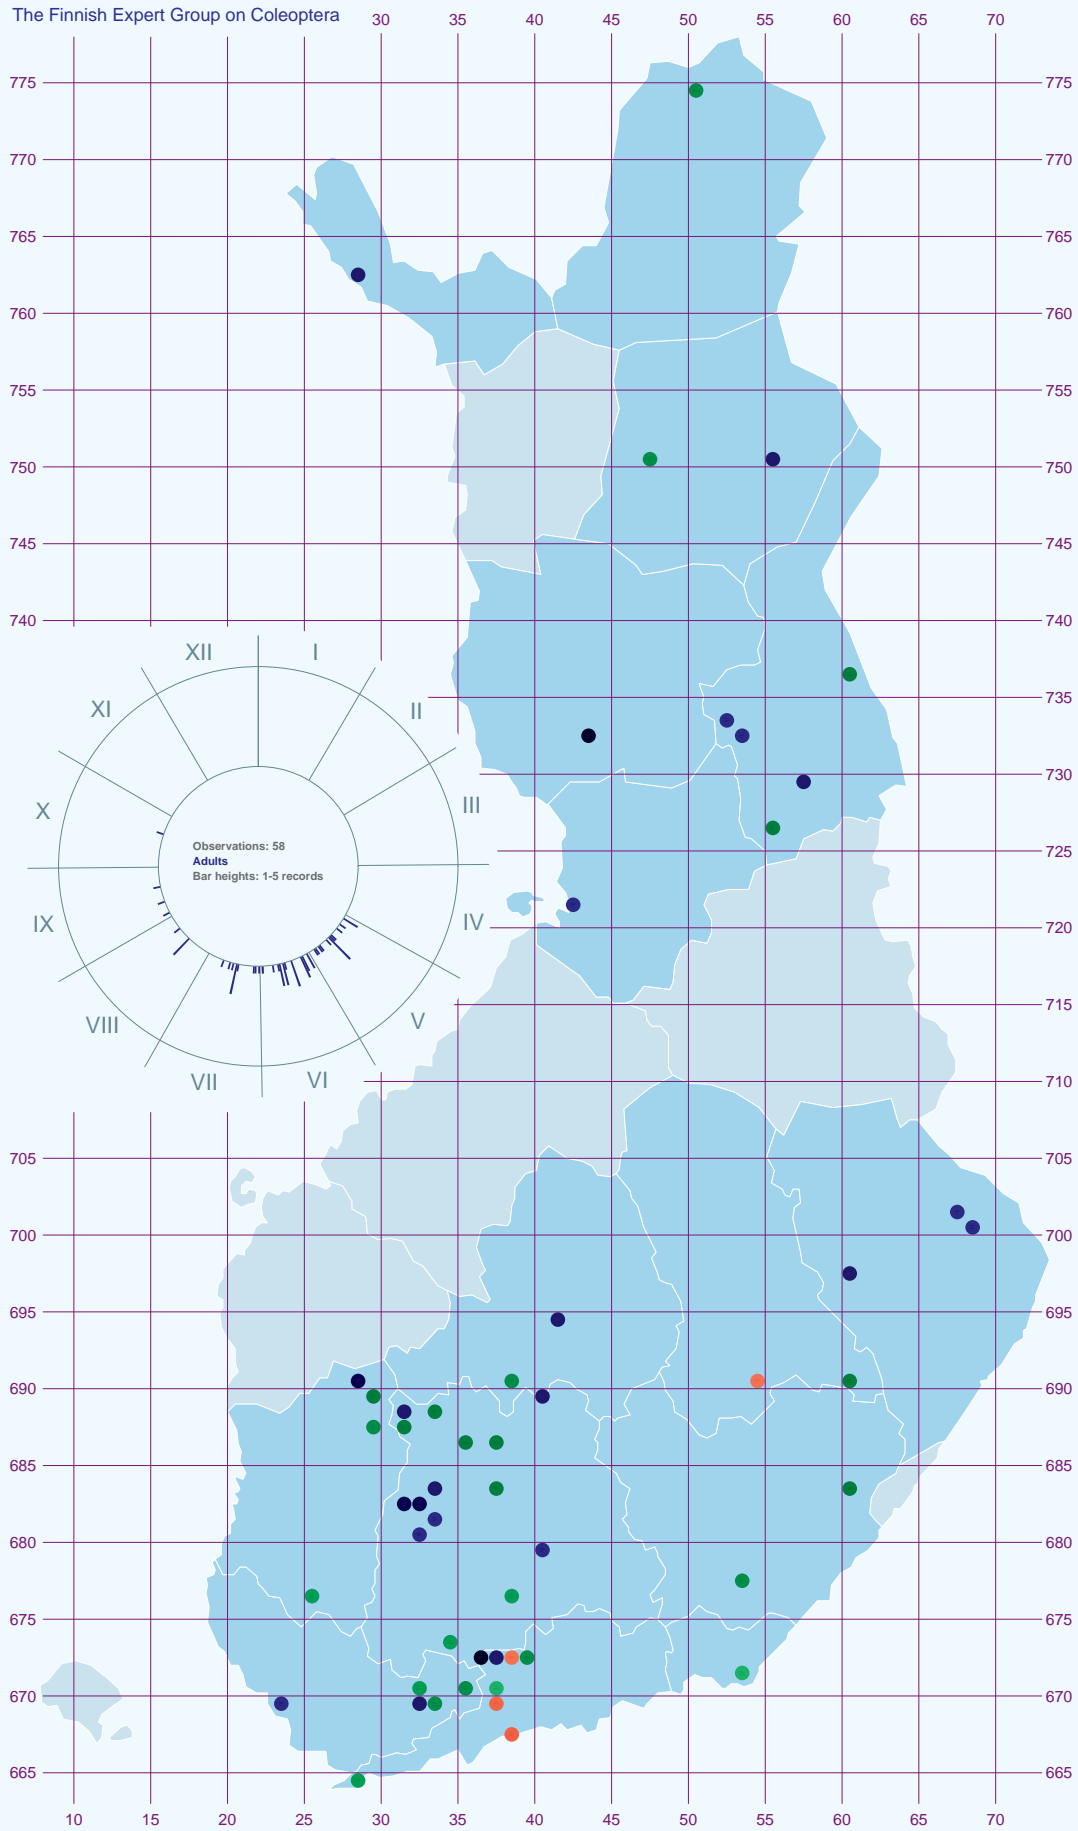 The Finnish Expert Group on Coleoptera
30 35 40 45 50 55 60 65 70
775 775
770 770
765 765
760 760
755 755
750 750
745 745
740 740
XII I
XI II
735
X III
730
Observations: 58
Adults
Bar heights: 1-5 records
725
IX IV
720
715
VIII V
VII VI
710
705 705
700 700
695 695
690 690
685 685
680 680
675 675
670 670
665 665
10 15 20 25 30 35 40 45 50 55 60 65 70